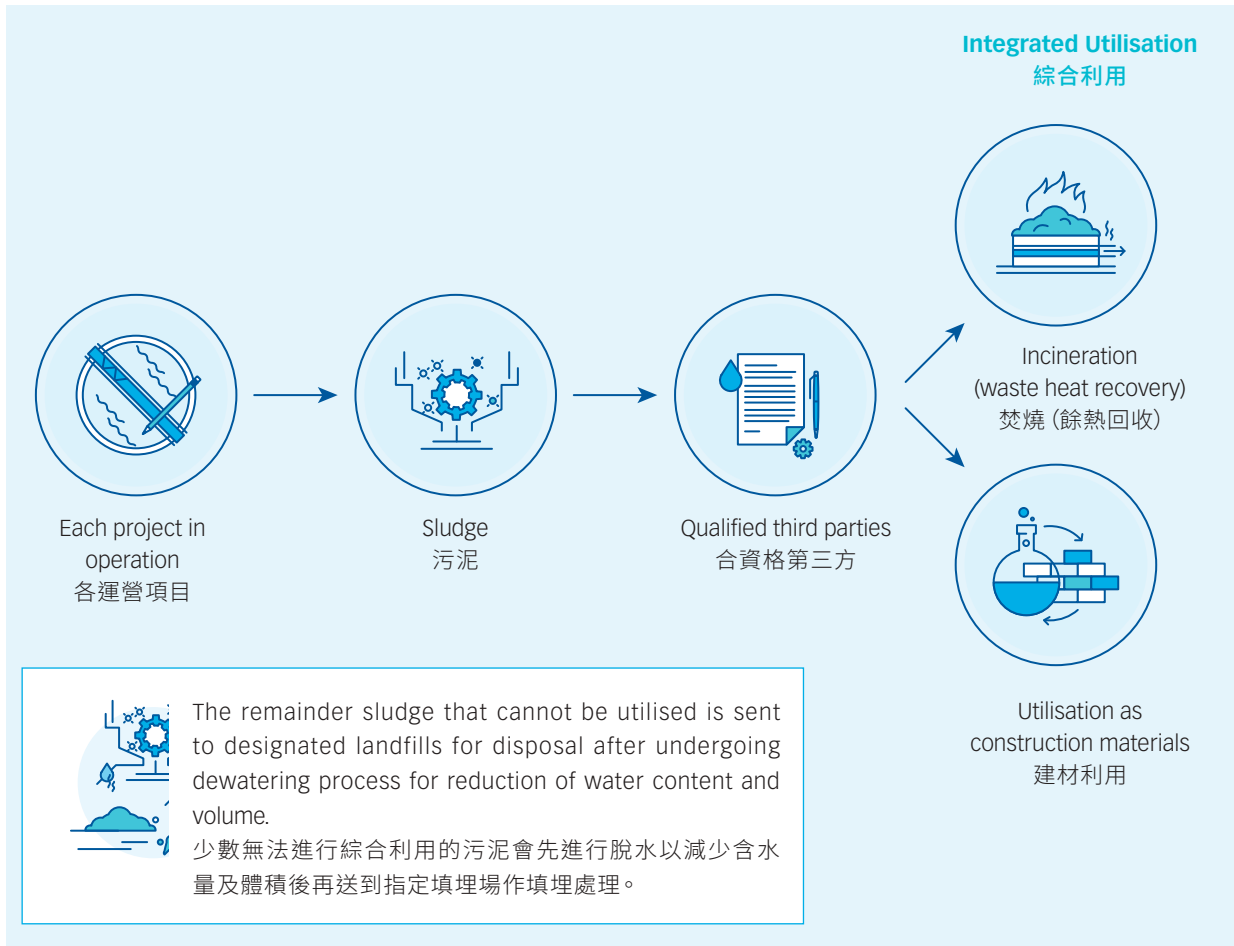 Integrated Utilisation
綜合利用
Incineration
(waste heat recovery)
焚燒 (餘熱回收)
Each project in
operation
各運營項目
Sludge
污泥
Qualified third parties
合資格第三方
Utilisation as
construction materials
建材利用
The remainder sludge that cannot be utilised is sent
to designated landfills for disposal after undergoing
dewatering process for reduction of water content and
volume.
少數無法進行綜合利用的污泥會先進行脫水以減少含水
量及體積後再送到指定填埋場作填埋處理。